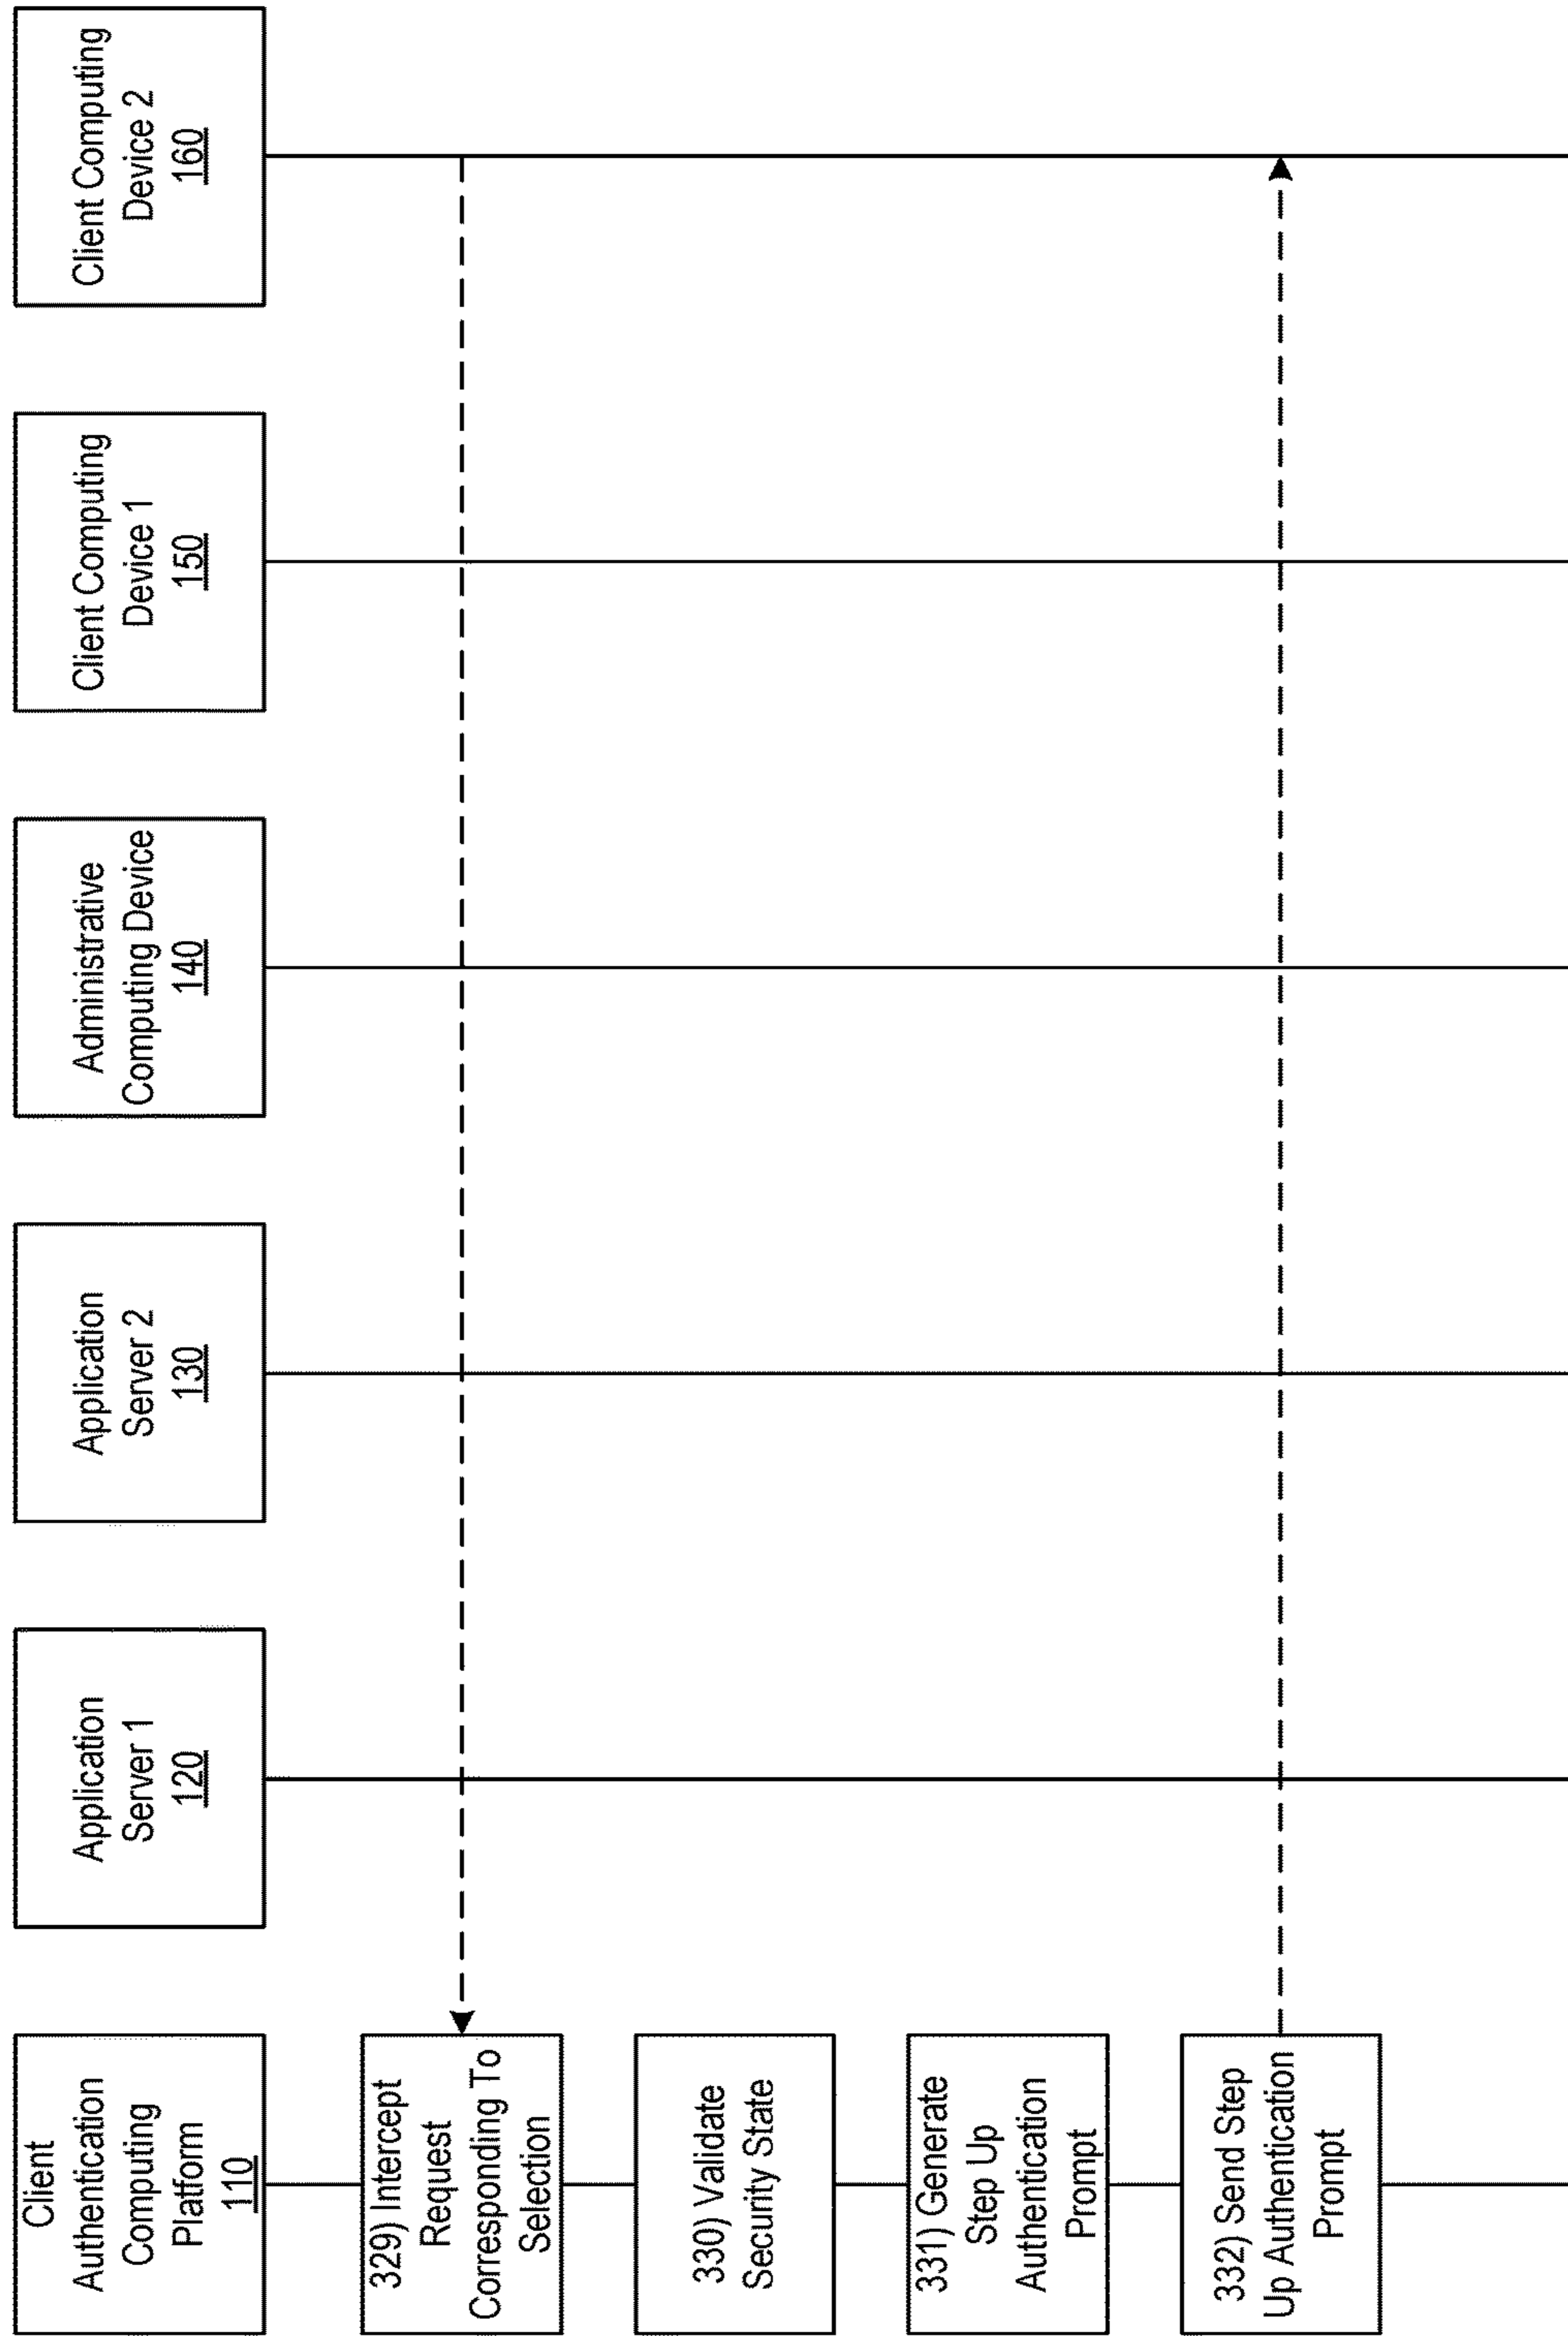 Client
Authentication
Computing
Platform
110
Application
Server 1
120
Application
Server 2
130
Administrative
Computing Device
140
Client Computing
Device 1
150
Client Computing
Device 2
160
329) Intercept
Request
Corresponding To
Selection
330) Validate
Security State
331) Generate
Step Up
Authentication
Prompt
332) Send Step
Up Authentication
Prompt